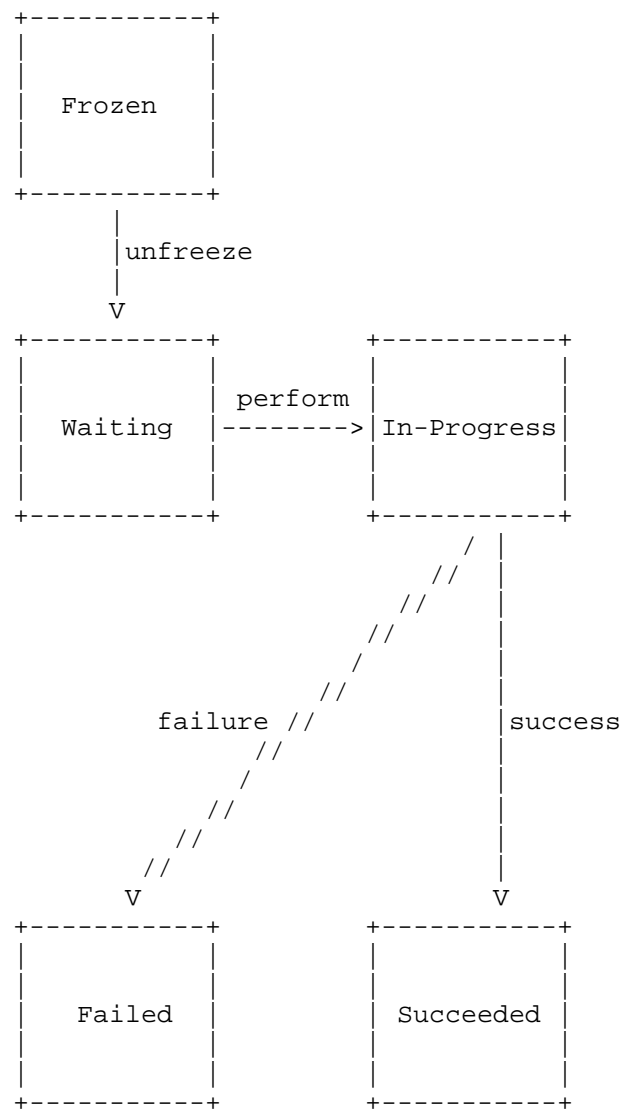 Frozen
unfreeze
V
perform
Waiting
-------->
In-Progress
failure
success
V
V
Failed
Succeeded